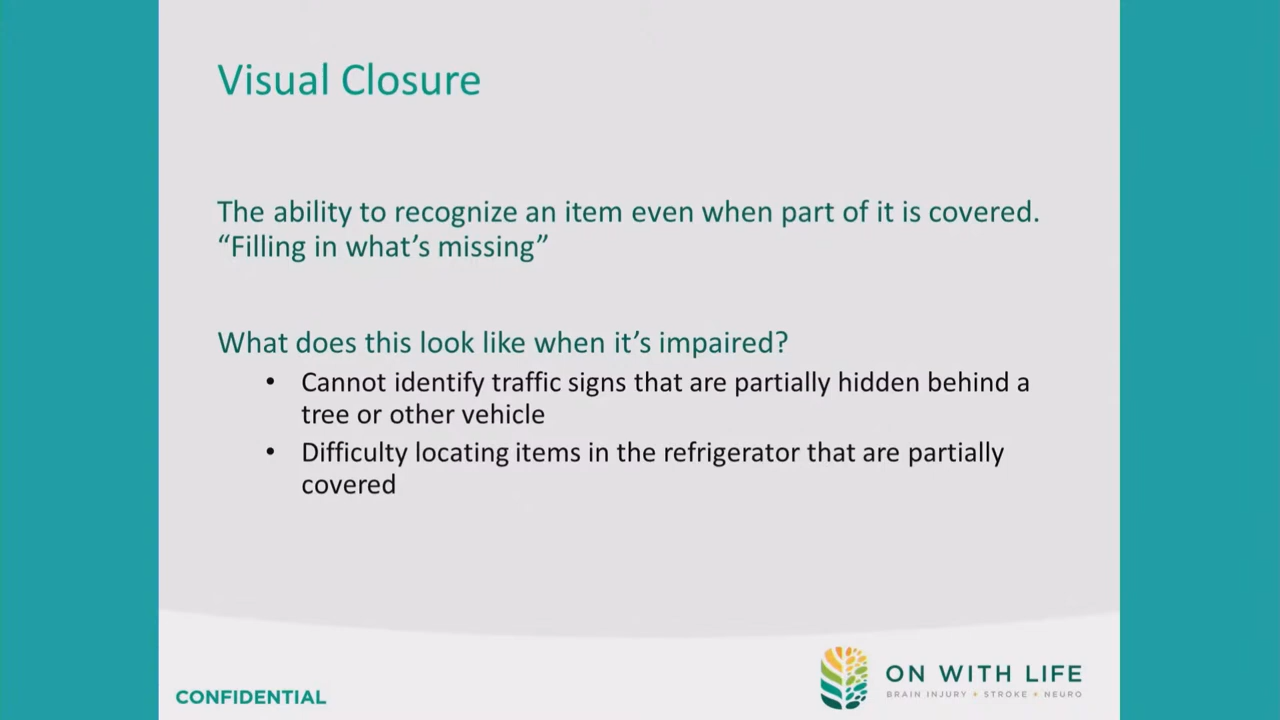 Visual Closure
The ability to recognize an item even when part of it is covered.
“Filling in what’s missing”
What does this look like when it’s impaired?
• Cannot identify traffic signs that are partially hidden behind a
tree or other vehicle
• Difficulty locating items in the refrigerator that are partially
covered
CONFIDENTIAL
ON WITH LIFE
BRAIN INJURY • STROKE • NEURO